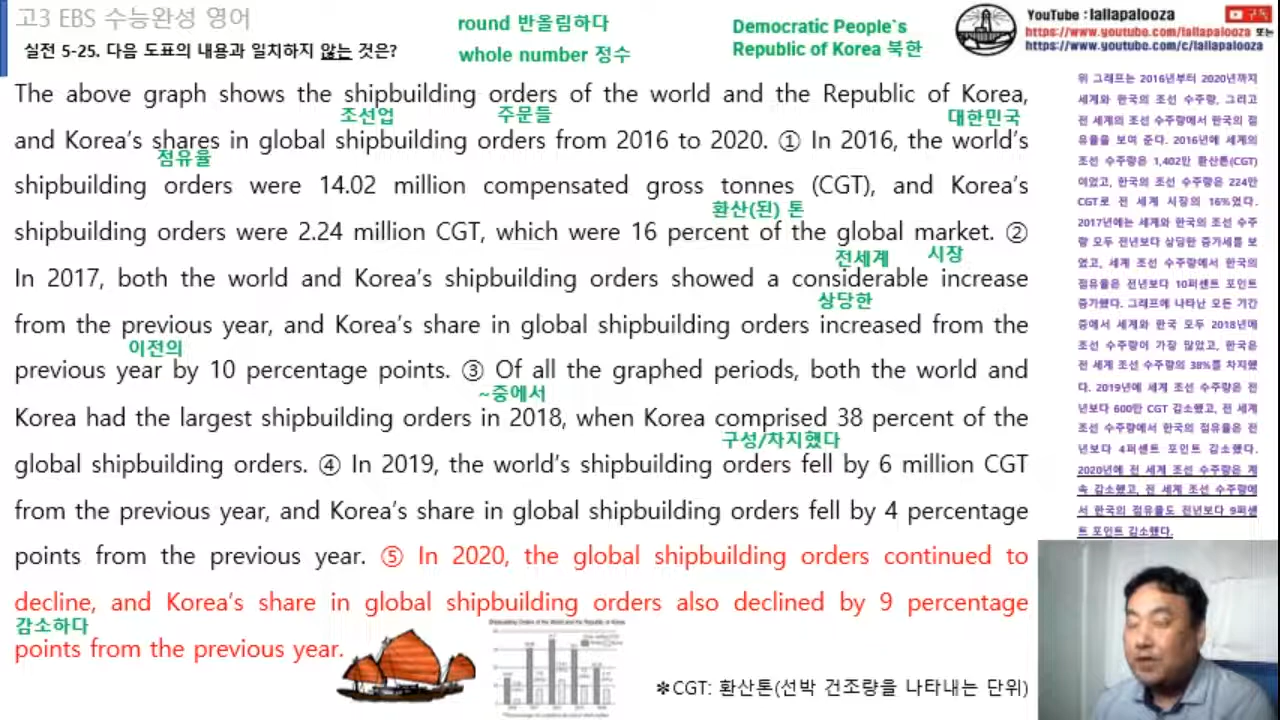 고3 EBS 수능완성 영어
실전 5-25. 다음 도표의 내용과 일치하지 않는 것은?
round 반올림하다
whole number 정수
Democratic People`s
Republic of Korea 북한
YouTube : lallapalooza
구독
https://www.youtube.com/lallapalooza 또는
https://www.youtube.com/c/lallapalooza
The above graph shows the shipbuilding orders of the world and the Republic of Korea,
조선업 주문들 대한민국
and Korea's shares in global shipbuilding orders from 2016 to 2020. ① In 2016, the world's
점유율
shipbuilding orders were 14.02 million compensated gross tonnes (CGT), and Korea's
환산(된) 톤
shipbuilding orders were 2.24 million CGT, which were 16 percent of the global market. ②
전세계 시장
In 2017, both the world and Korea's shipbuilding orders showed a considerable increase
상당한
from the previous year, and Korea's share in global shipbuilding orders increased from the
이전의
previous year by 10 percentage points. ③ Of all the graphed periods, both the world and
~중에서
Korea had the largest shipbuilding orders in 2018, when Korea comprised 38 percent of the
구성/차지했다
global shipbuilding orders. ④ In 2019, the world's shipbuilding orders fell by 6 million CGT
from the previous year, and Korea's share in global shipbuilding orders fell by 4 percentage
points from the previous year. ⑤ In 2020, the global shipbuilding orders continued to
decline, and Korea's share in global shipbuilding orders also declined by 9 percentage
감소하다
points from the previous year.
위 그래프는 2016년부터 2020년까지
세계와 한국의 조선 수주량, 그리고
전 세계의 조선 수주량에서 한국의 점
유율을 보여 준다. 2016년에 세계의
조선 수주량은 1,402만 환산톤(CGT)
이었고, 한국의 조선 수주량은 224만
CGT로 전 세계 시장의 16%였다.
2017년에는 세계와 한국의 조선 수주
량 모두 전년보다 상당한 증가세를 보
였고, 세계 조선 수주량에서 한국의
점유율은 전년보다 10퍼센트 포인트
증가했다. 그래프에 나타난 모든 기간
중에서 세계와 한국 모두 2018년에
조선 수주량이 가장 많았고, 한국은
전 세계 조선 수주량의 38%를 차지했
다. 2019년에 세계 조선 수주량은 전
년보다 600만 CGT 감소했고, 전 세계
조선 수주량에서 한국의 점유율은 전
년보다 4퍼센트 포인트 감소했다.
2020년에 전 세계 조선 수주량은 계
속 감소했고, 전 세계 조선 수주량에
서 한국의 점유율도 전년보다 9퍼센
트 포인트 감소했다.
Shipbuilding Orders of the World and the Republic of Korea
＊CGT: 환산톤(선박 건조량을 나타내는 단위)